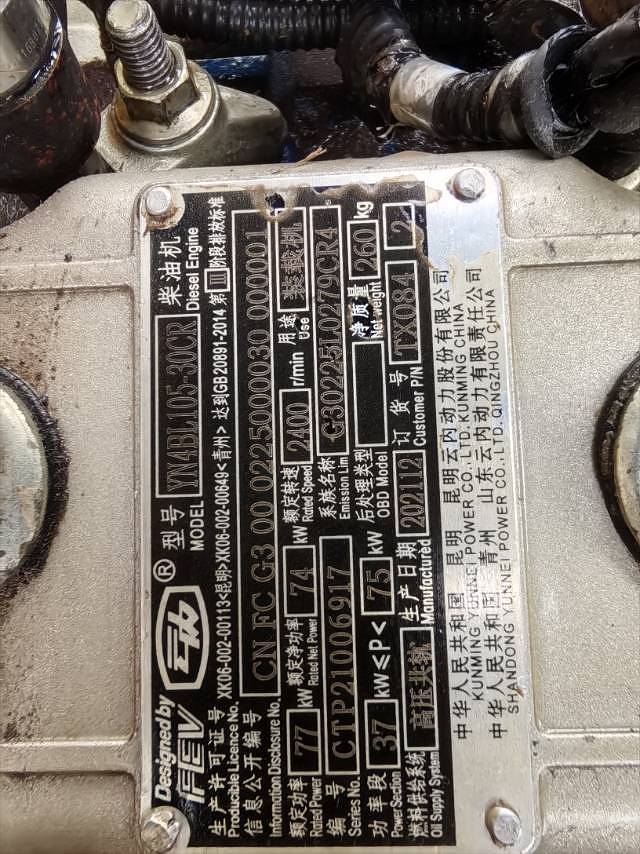 Designed by
FEV
型号 YN4BL105-30CR 柴油机
MODEL Diesel Engine
生产许可证号 XK06-002-00113<昆明>XK06-002-00649<青州> 达到GB 20891-2014 第 III 阶段排放标准
Producable Licence No.
信息公开编号 CN FC G3 00 0225000030 000001
Information Disclosure No.
额定功率 77 kW 额定净功率 74 kW 额定转速 2400 r/min 用途 装载机
Rated Power Rated Net Power Rated Speed Use
编号 CTP21006917 系族名称 G30225L0279CR4
Series No. Emission Lim
功率段 37 kW≤P< 75 kW 后处理类型 净质量 260 kg
Power Section OBD Model Net weight
燃料供给系统 高压共轨 生产日期 202112 订货号 TX084 2
Oil Supply System Manufactured Customer P/N
中华人民共和国 昆明 昆明云内动力股份有限公司
KUNMING YUNNEI POWER CO.,LTD.KUNMING CHINA
中华人民共和国 青州 山东云内动力有限责任公司
SHANDONG YUNNEI POWER CO.,LTD.QINGZHOU CHINA